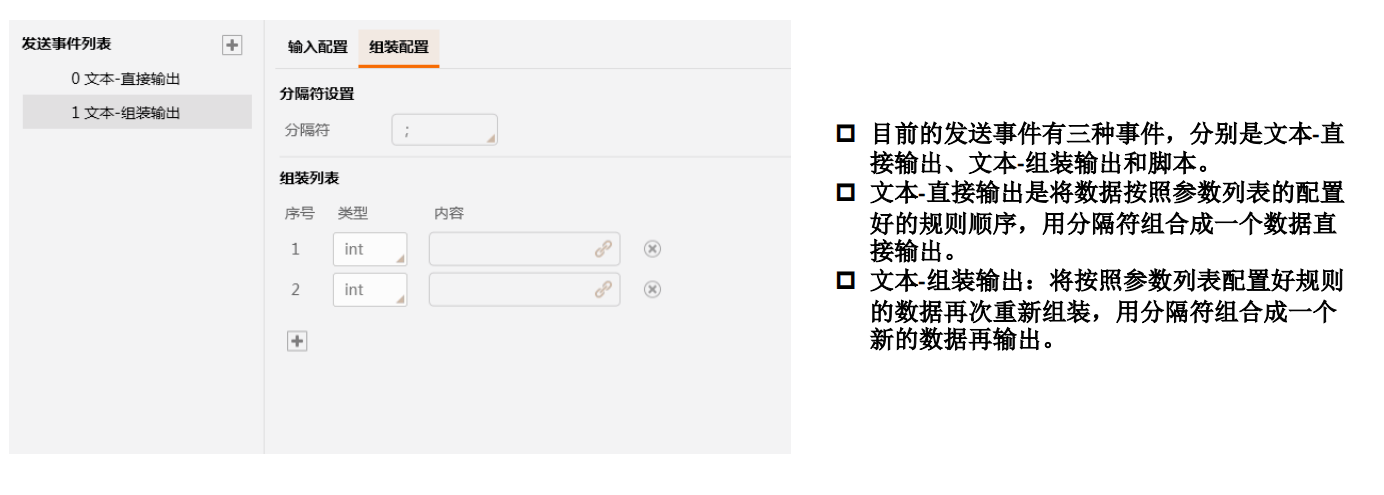 发送事件列表
0 文本-直接输出
1 文本-组装输出
输入配置 组装配置
分隔符设置
分隔符 ;
组装列表
序号 类型 内容
1 int
2 int
目前的发送事件有三种事件，分别是文本-直
接输出、文本-组装输出和脚本。
文本-直接输出是将数据按照参数列表的配置
好的规则顺序，用分隔符组合成一个数据直
接输出。
文本-组装输出：将按照参数列表配置好规则
的数据再次重新组装，用分隔符组合成一个
新的数据再输出。